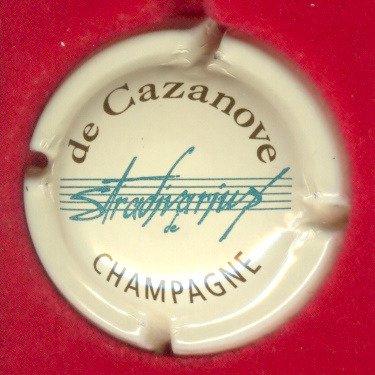 de Cazanove
Stradivarius
de
CHAMPAGNE